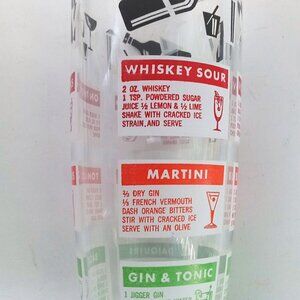 WHISKEY SOUR
2 OZ. WHISKEY
1 TSP. POWDERED SUGAR
JUICE ½ LEMON & ½ LIME
SHAKE WITH CRACKED ICE
STRAIN, AND SERVE
MARTINI
⅔ DRY GIN
⅓ FRENCH VERMOUTH
DASH ORANGE BITTERS
STIR WITH CRACKED ICE
SERVE WITH AN OLIVE
GIN & TONIC
1 JIGGER GIN